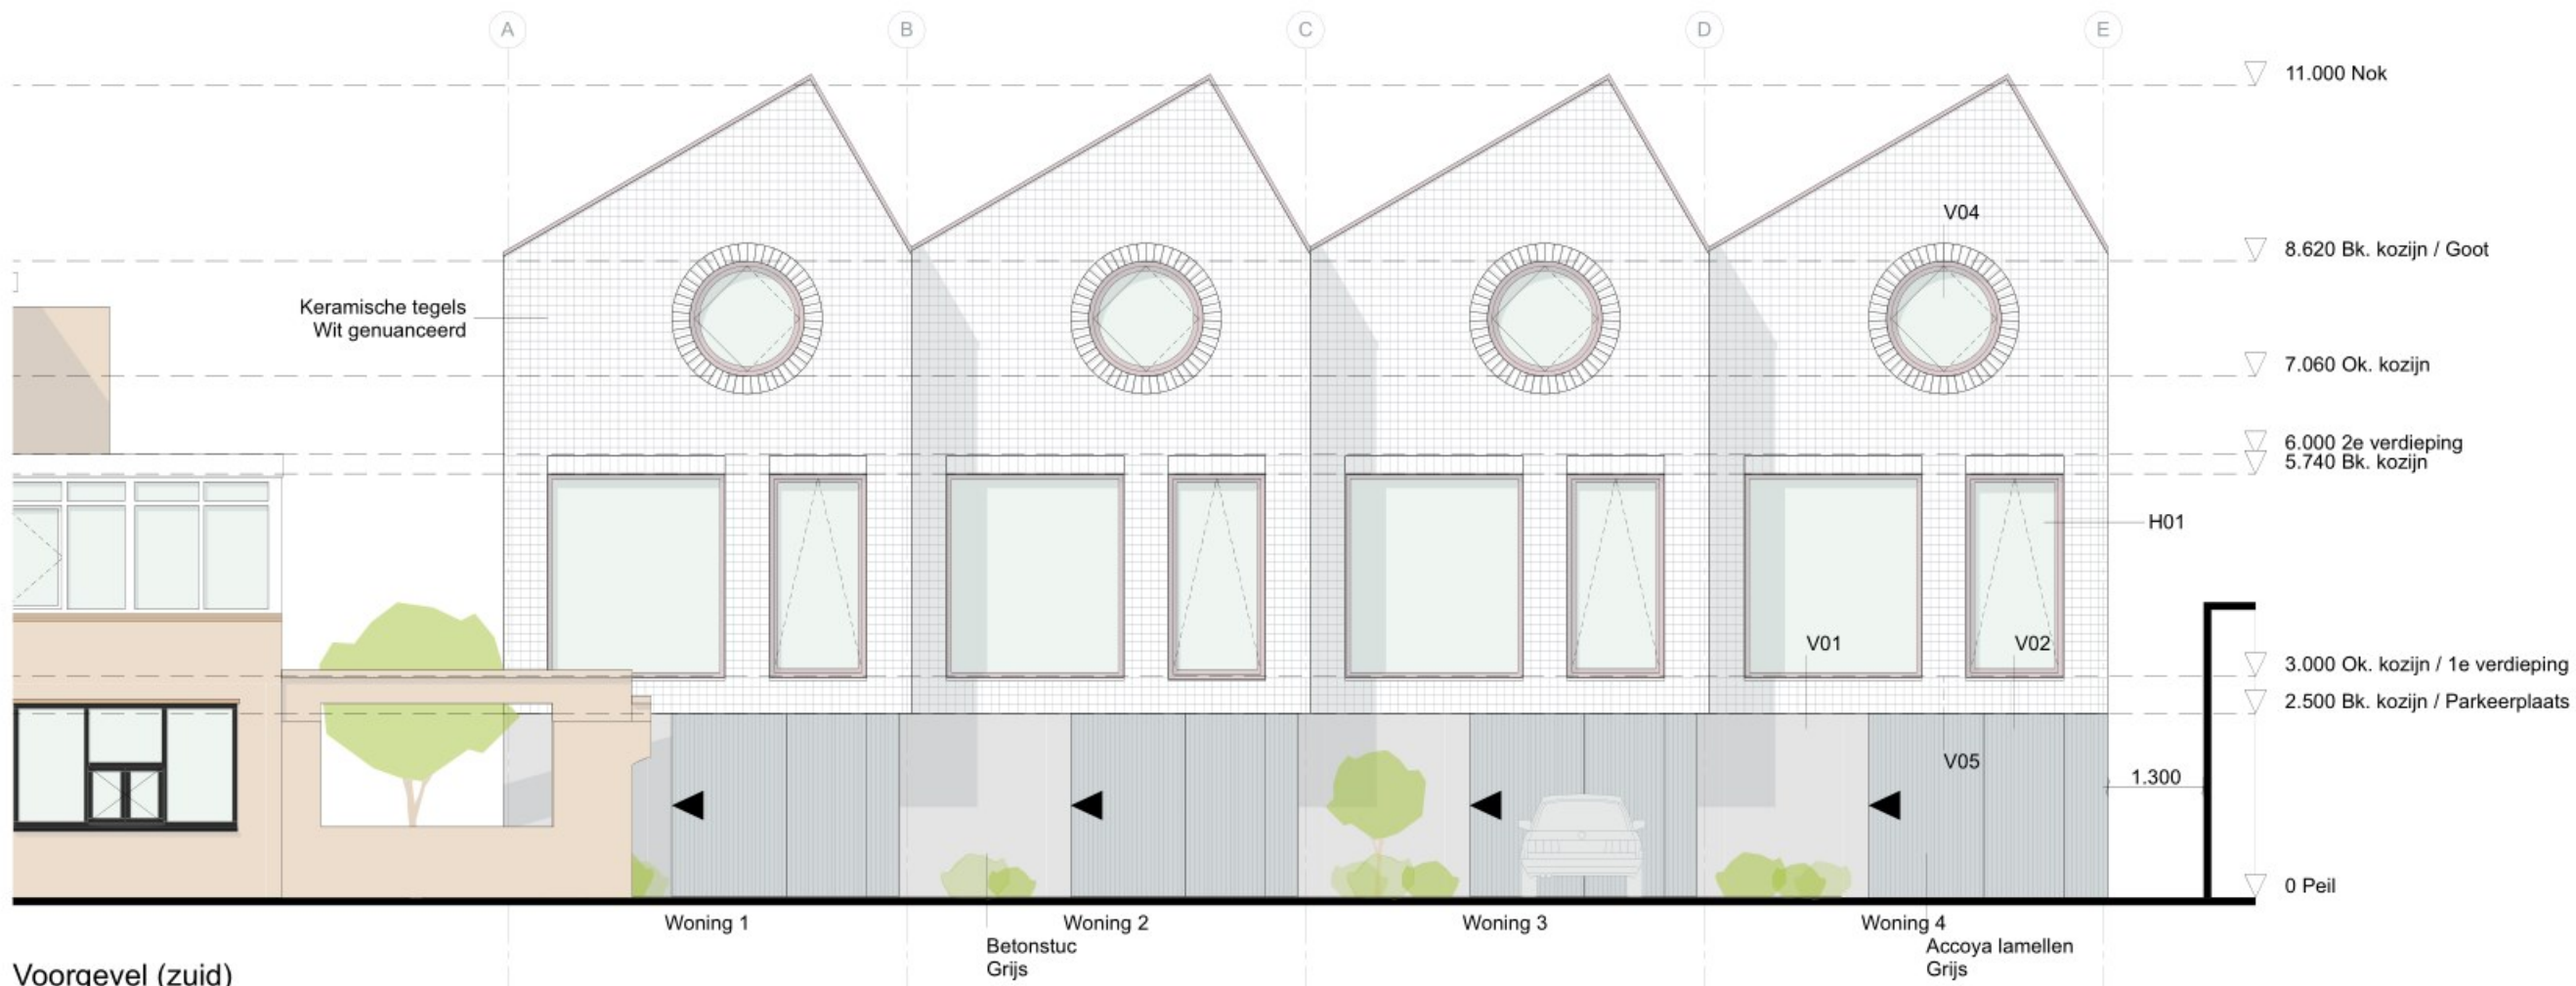 A
B
C
D
E
11.000 Nok
V04
8.620 Bk. kozijn / Goot
Keramische tegels
Wit genuanceerd
7.060 Ok. kozijn
6.000 2e verdieping
5.740 Bk. kozijn
H01
V01
V02
3.000 Ok. kozijn / 1e verdieping
2.500 Bk. kozijn / Parkeerplaats
V05
1.300
0 Peil
Woning 1
Woning 2
Woning 3
Woning 4
Betonstuc
Grijs
Accoya lamellen
Grijs
Voorgevel (zuid)